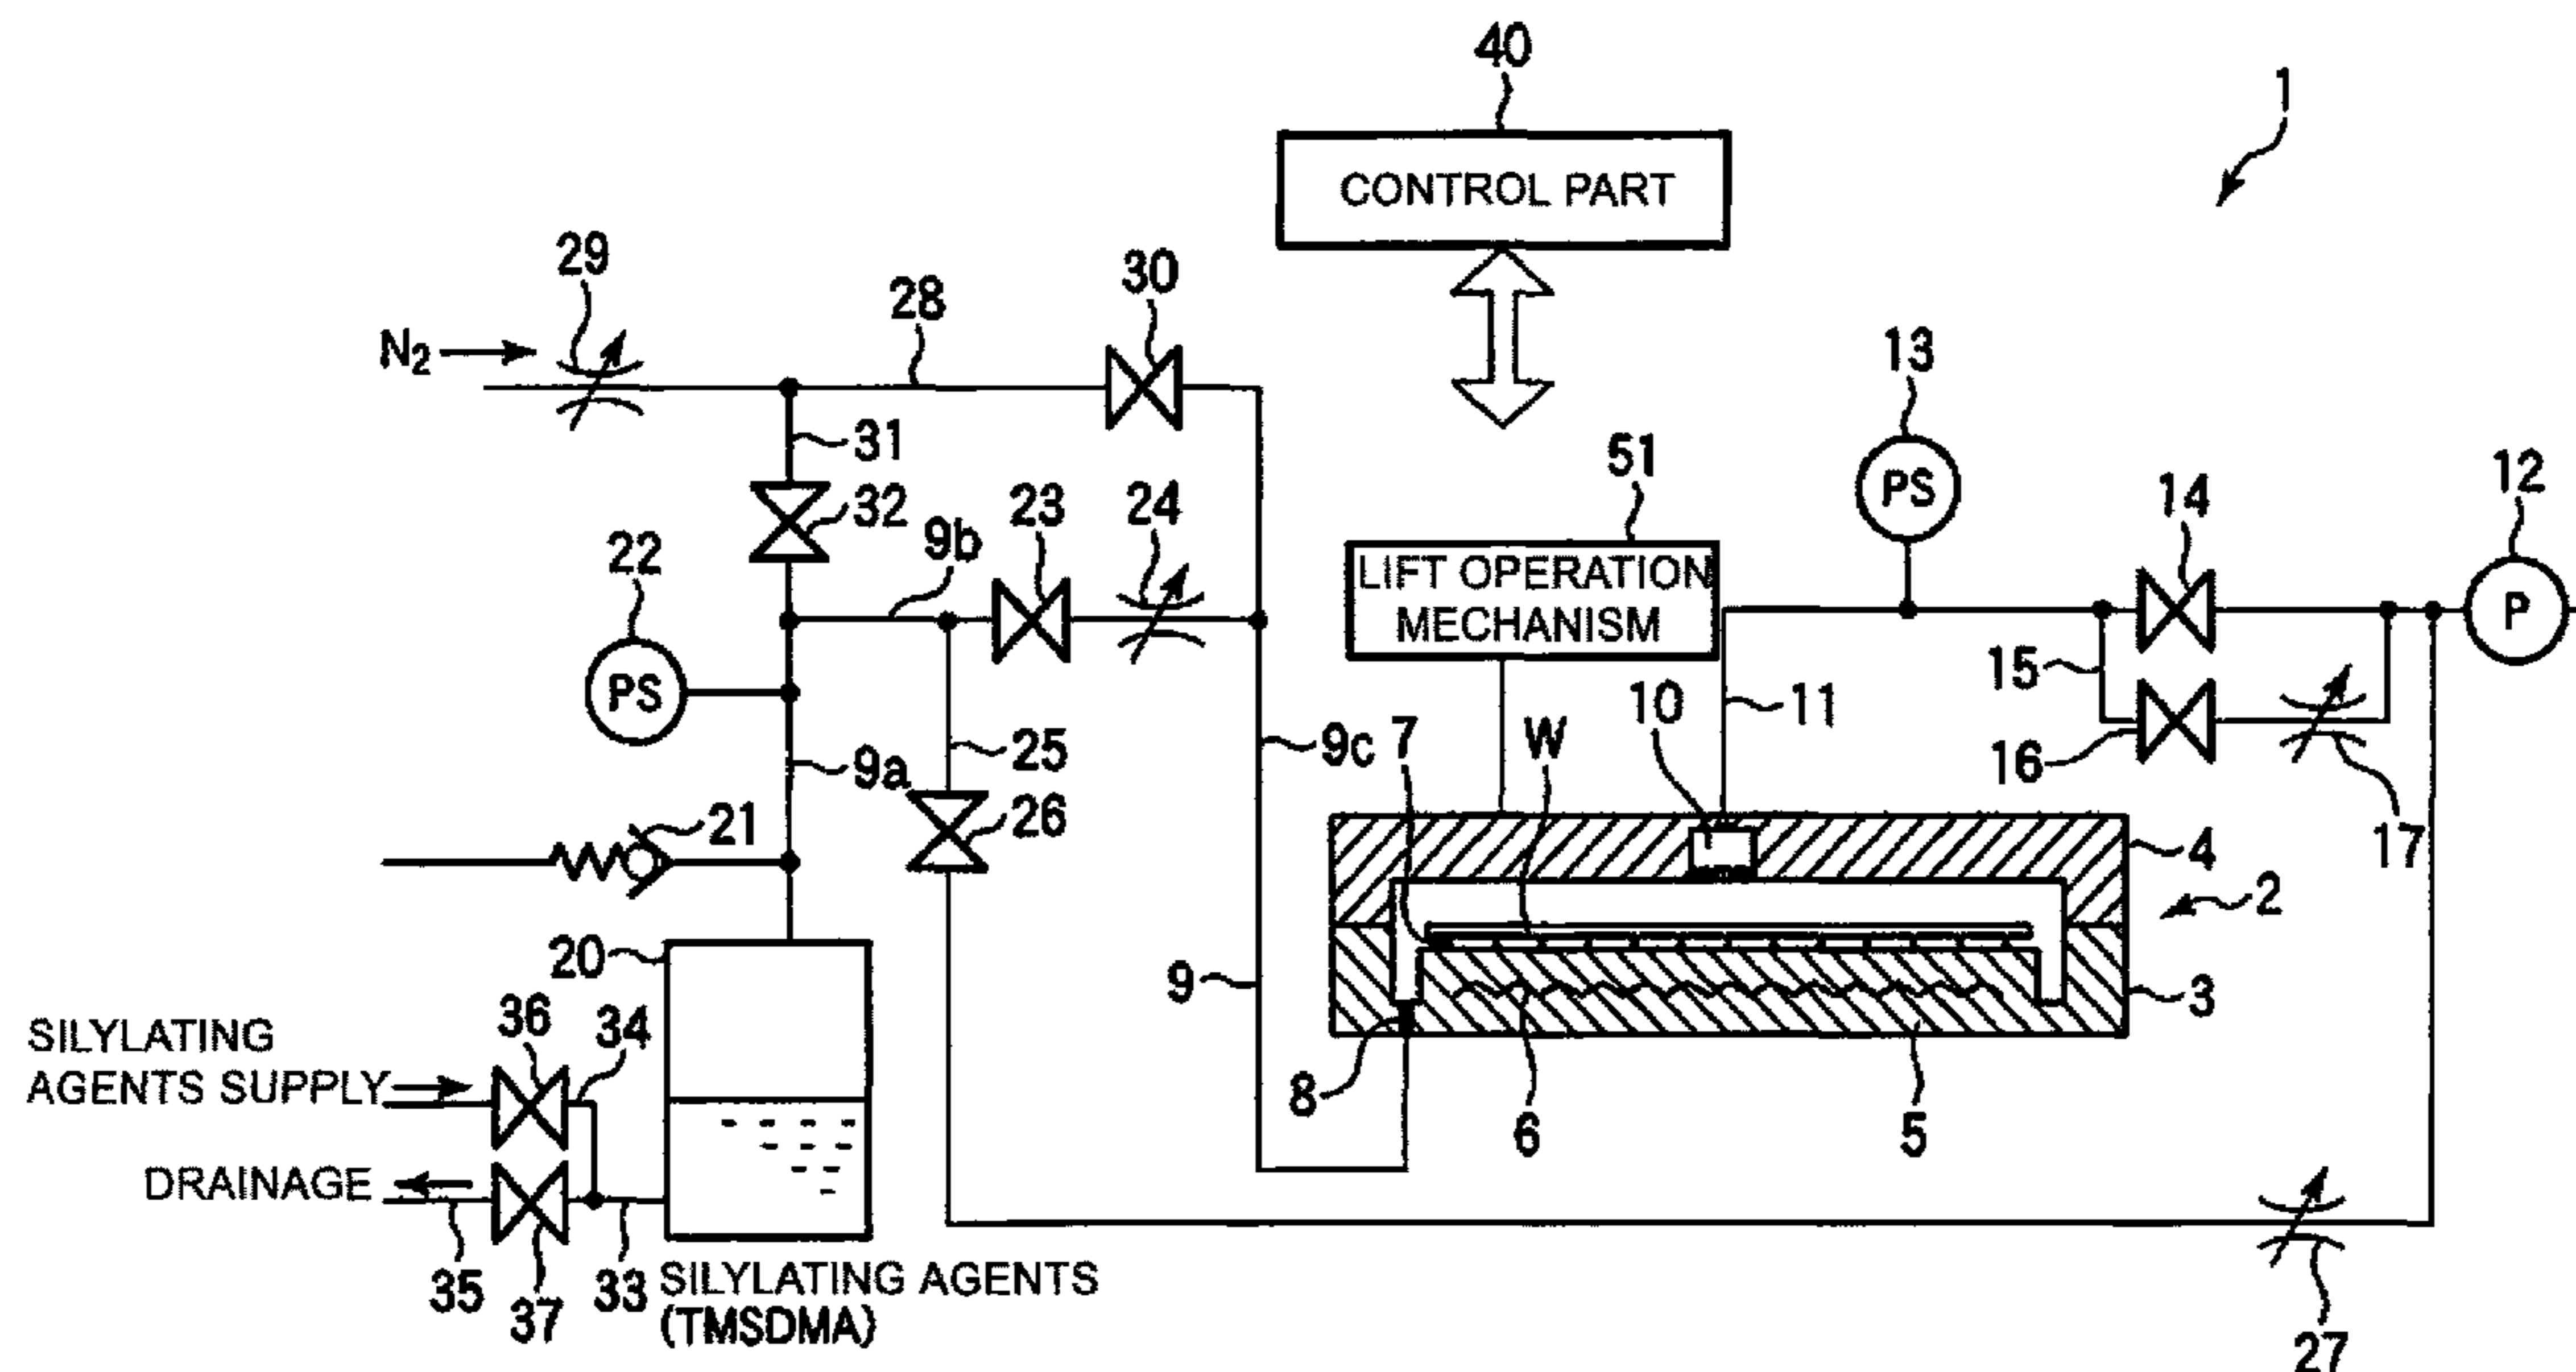 40
1
CONTROL PART
29
28
30
N2
13
31
51
12
32
23
24
14
22
9b
PS
LIFT OPERATION
MECHANISM
P
PS
15
10
11
7
W
25
9c
9a
16
21
26
17
4
2
20
9
3
36
34
SILYLATING
AGENTS SUPPLY
8
6
5
DRAINAGE
35
37
33
SILYLATING AGENTS
(TMSDMA)
27